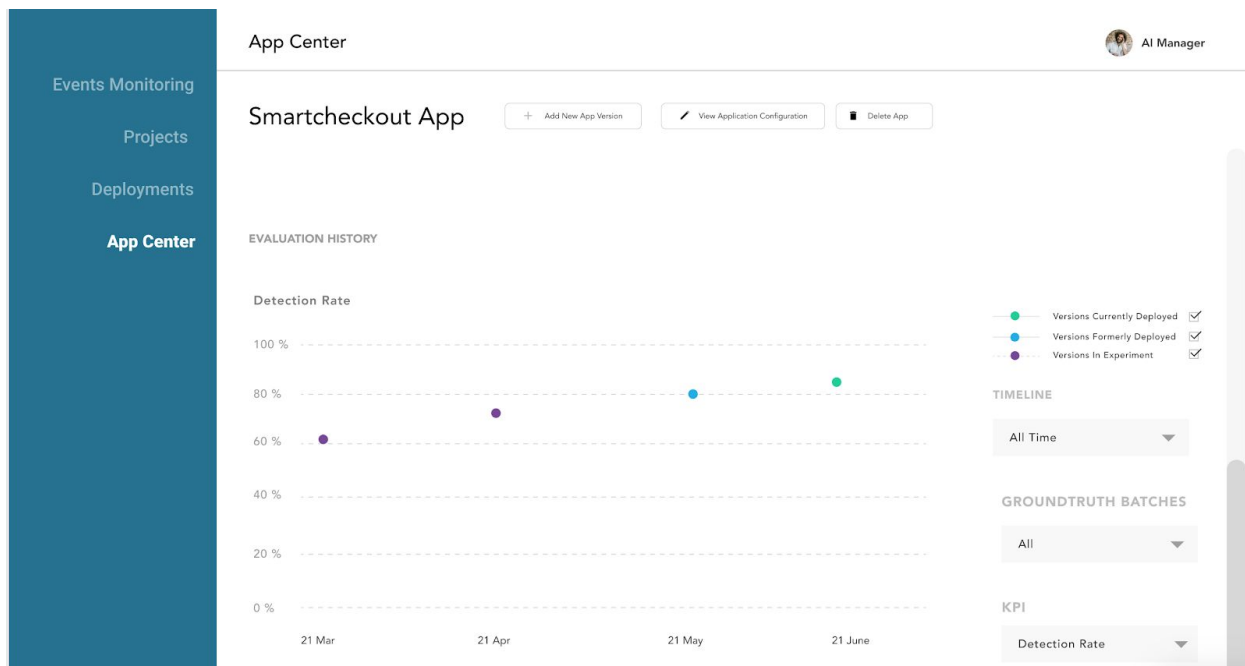 App Center
AI Manager
Events Monitoring
Projects
Deployments
App Center
Smartcheckout App
Add New App Version
View Application Configuration
Delete App
EVALUATION HISTORY
Detection Rate
100 %
80 %
60 %
40 %
20 %
0 %
21 Mar
21 Apr
21 May
21 June
Versions Currently Deployed
Versions Formerly Deployed
Versions In Experiment
TIMELINE
All Time
GROUNDTRUTH BATCHES
All
KPI
Detection Rate